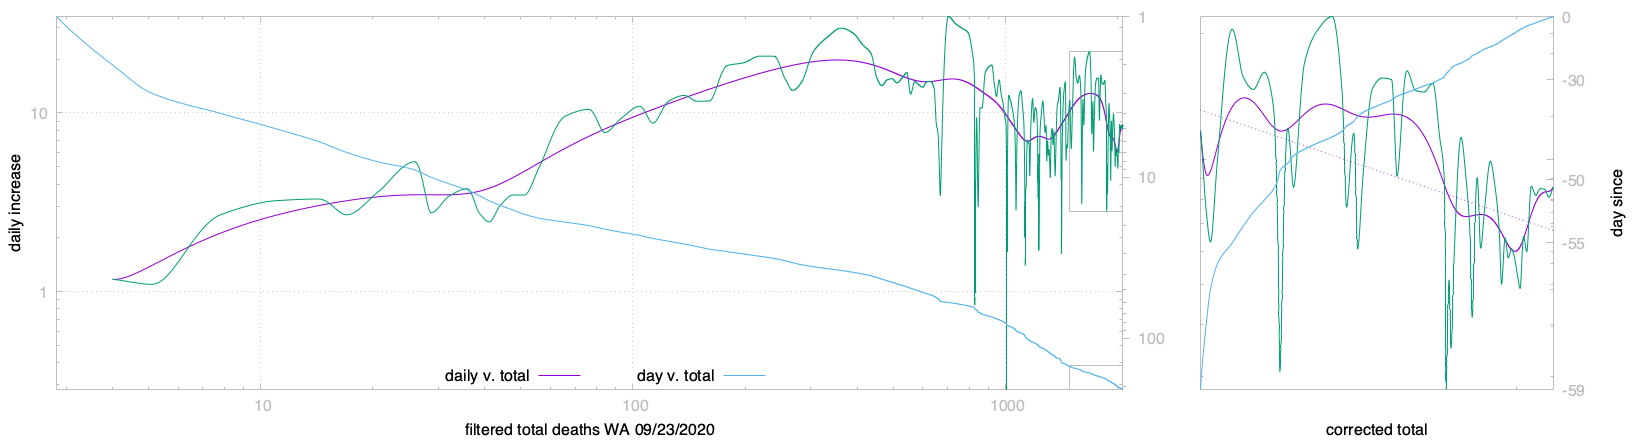 daily increase
10
1
daily v. total
day v. total
10
100
1000
filtered total deaths WA 09/23/2020
1
10
100
0
-30
-50
-55
-59
day since
corrected total